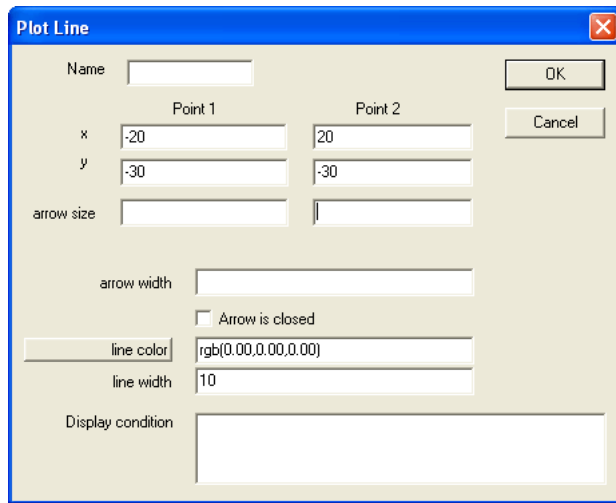 Plot Line
Name
OK
Point 1 Point 2
Cancel
x -20 20
y -30 -30
arrow size
arrow width
Arrow is closed
line color rgb(0.00,0.00,0.00)
line width 10
Display condition